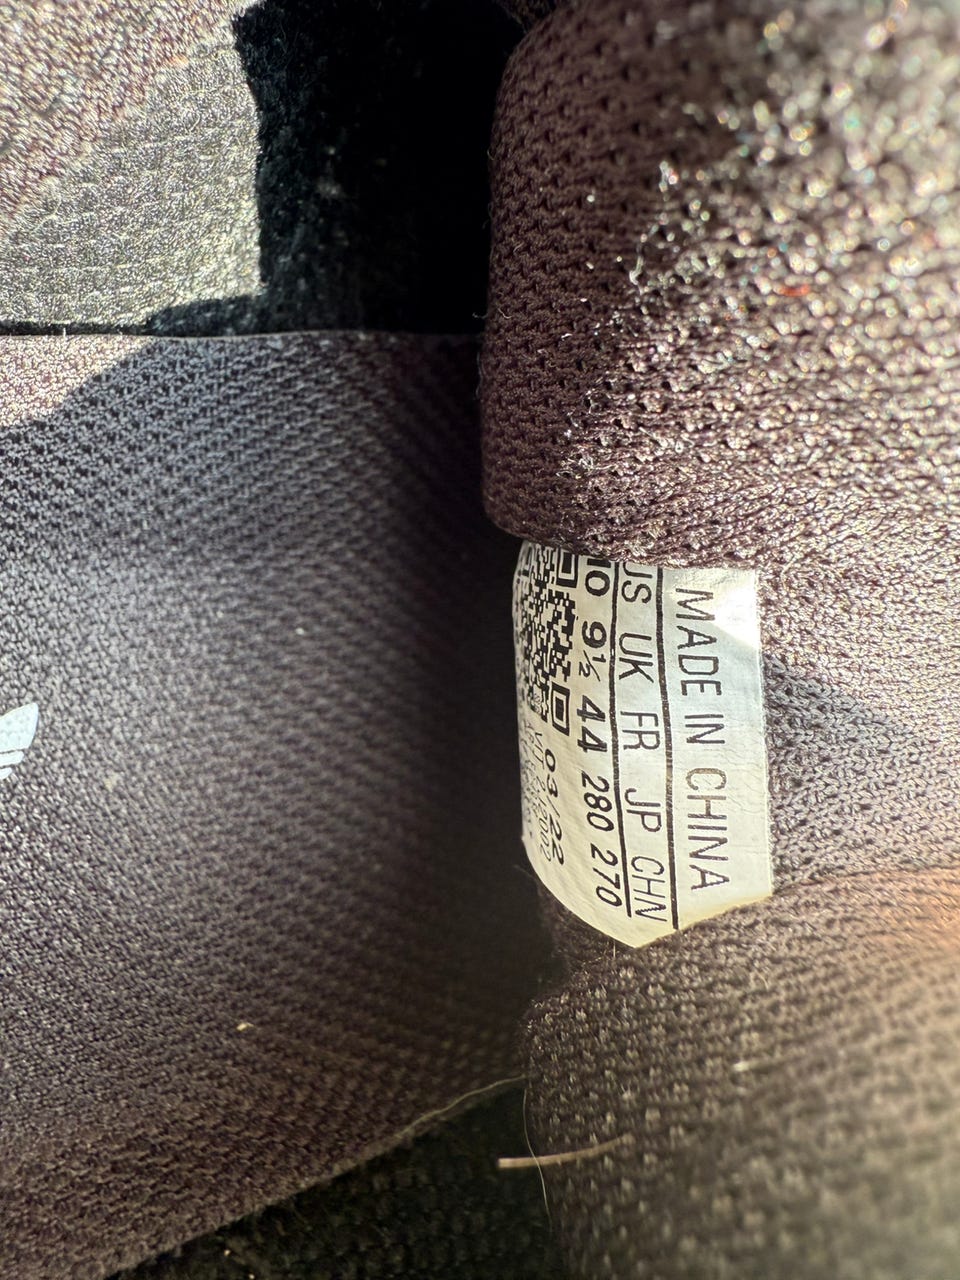 MADE IN CHINA
US UK FR JP CHN
10 9½ 44 280 270
03/22